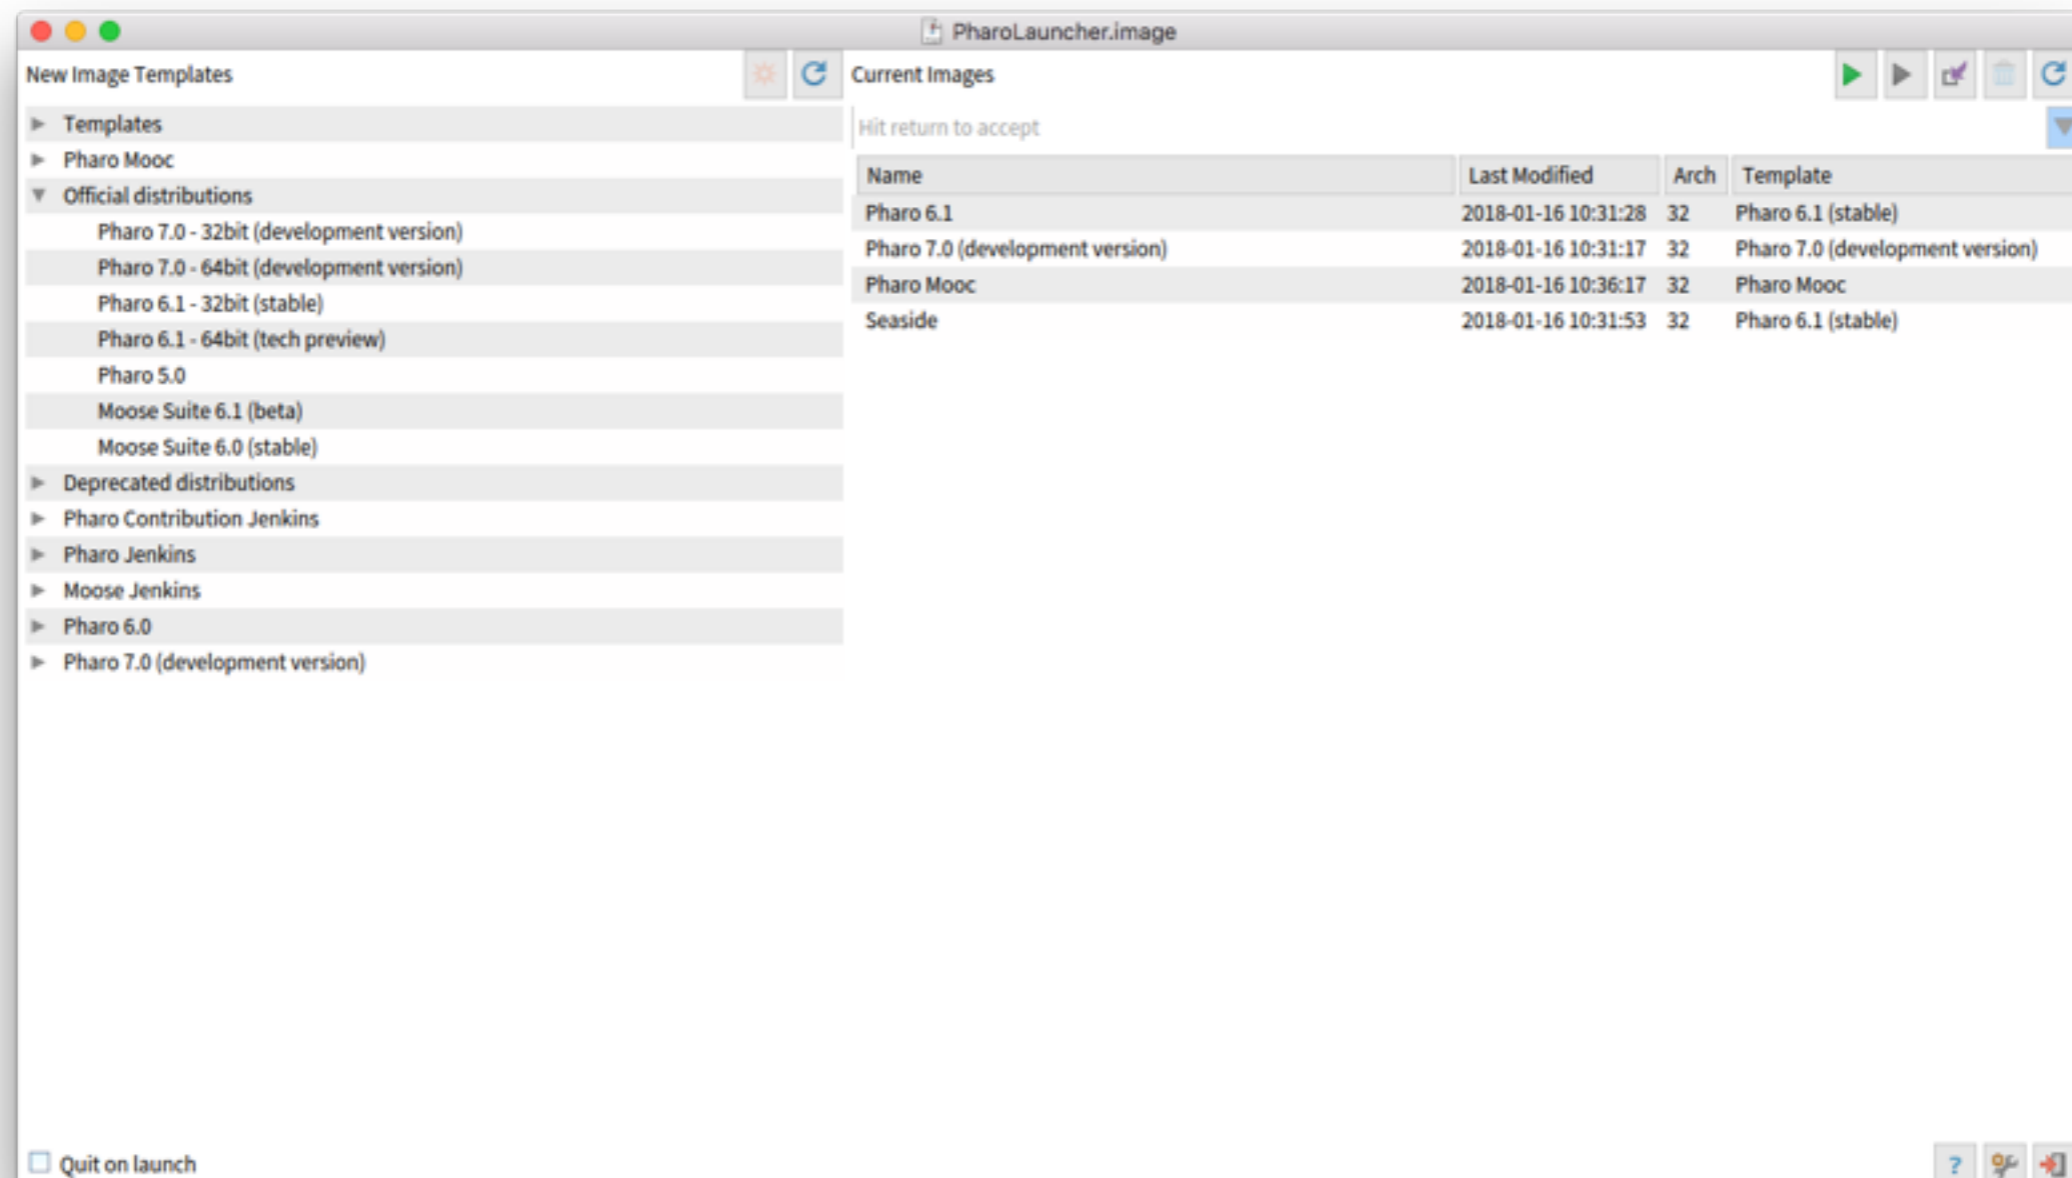 PharoLauncher.image
New Image Templates
Templates
Pharo Mooc
Official distributions
Pharo 7.0 - 32bit (development version)
Pharo 7.0 - 64bit (development version)
Pharo 6.1 - 32bit (stable)
Pharo 6.1 - 64bit (tech preview)
Pharo 5.0
Moose Suite 6.1 (beta)
Moose Suite 6.0 (stable)
Deprecated distributions
Pharo Contribution Jenkins
Pharo Jenkins
Moose Jenkins
Pharo 6.0
Pharo 7.0 (development version)
Quit on launch
Current Images
Hit return to accept
Name Last Modified Arch Template
Pharo 6.1 2018-01-16 10:31:28 32 Pharo 6.1 (stable)
Pharo 7.0 (development version) 2018-01-16 10:31:17 32 Pharo 7.0 (development version)
Pharo Mooc 2018-01-16 10:36:17 32 Pharo Mooc
Seaside 2018-01-16 10:31:53 32 Pharo 6.1 (stable)
?